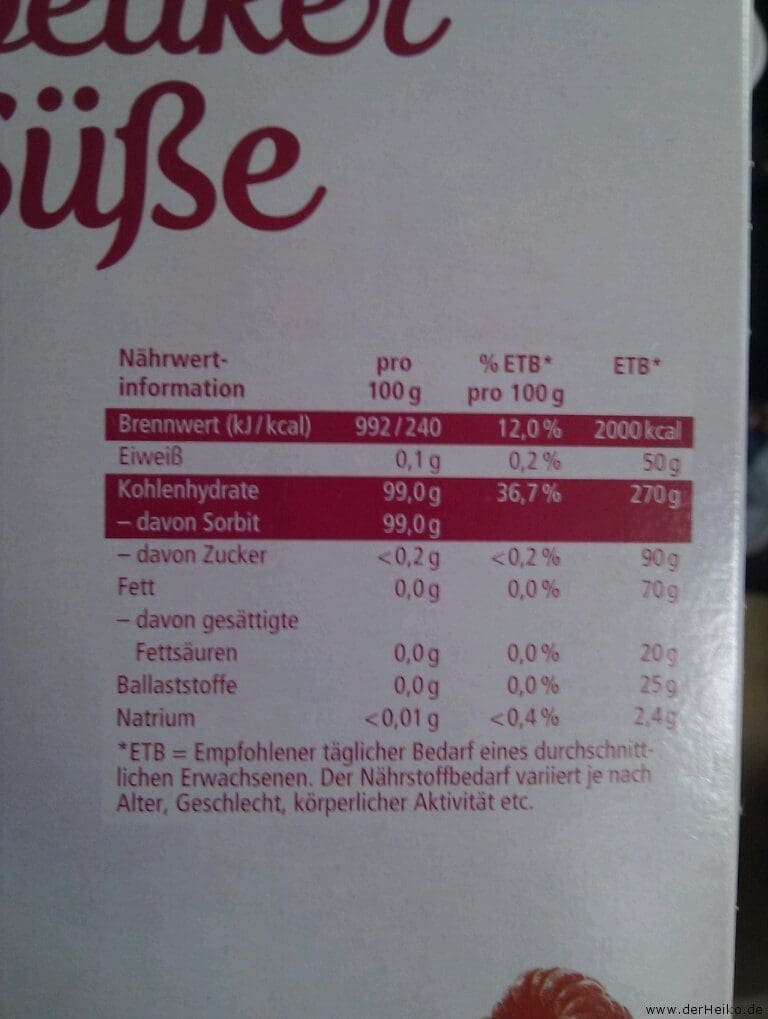 Süße
Nährwert-
information
pro
100 g
% ETB*
pro 100 g
ETB*
Brennwert (kJ/kcal) 992/240 12,0 % 2000 kcal
Eiweiß 0,1 g 0,2 % 50 g
Kohlenhydrate 99,0 g 36,7 % 270 g
– davon Sorbit 99,0 g
– davon Zucker <0,2 g <0,2 % 90 g
Fett 0,0 g 0,0 % 70 g
– davon gesättigte
Fettsäuren 0,0 g 0,0 % 20 g
Ballaststoffe 0,0 g 0,0 % 25 g
Natrium <0,01 g <0,4 % 2,4 g
*ETB = Empfohlener täglicher Bedarf eines durchschnitt-
lichen Erwachsenen. Der Nährstoffbedarf variiert je nach
Alter, Geschlecht, körperlicher Aktivität etc.
www.derHeiko.de